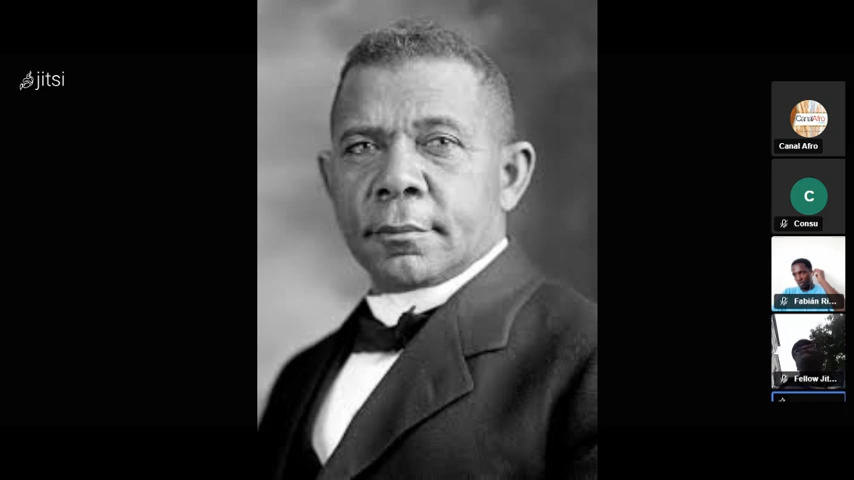 jitsi
CanalAfro
Canal Afro
C
Consu
Fabián Ri...
Fellow Jit...